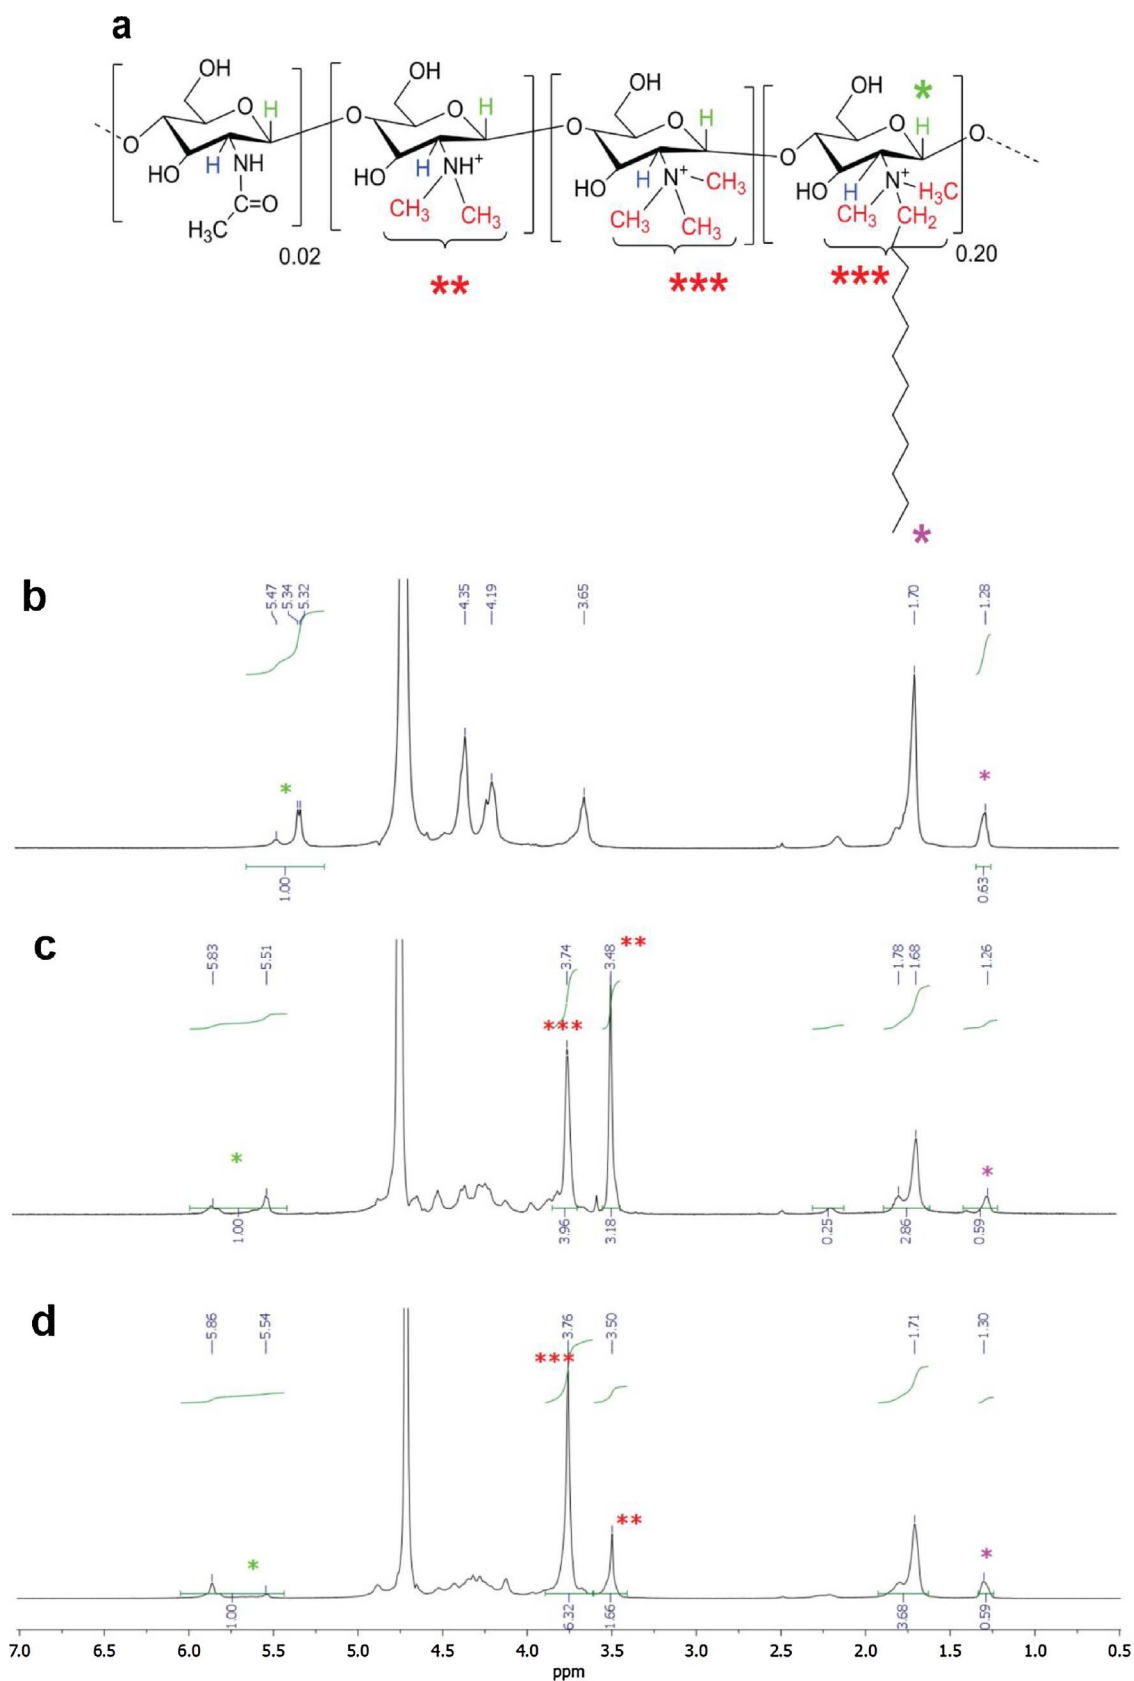 a
OH OH OH OH *
O H O H O H O H
O O O O O
HO H NH HO H NH+ HO H N+ CH3 HO H N+ H3C
C=O CH3 CH3 CH3 CH3 CH3 CH2
H3C
0.02 ** *** *** 0.20
*
b
5.47 5.34 5.32 4.35 4.19 3.65 1.70 1.28
* *
1.00 0.63
c
5.83 5.51 3.74 3.48 ** 1.78 1.68 1.26
***
* *
1.00 3.96 3.18 0.25 2.86 0.59
d
5.86 5.54 3.76 3.50 1.71 1.30
***
**
* *
1.00 6.32 1.66 3.68 0.59
7.0 6.5 6.0 5.5 5.0 4.5 4.0 3.5 3.0 2.5 2.0 1.5 1.0 0.5
ppm